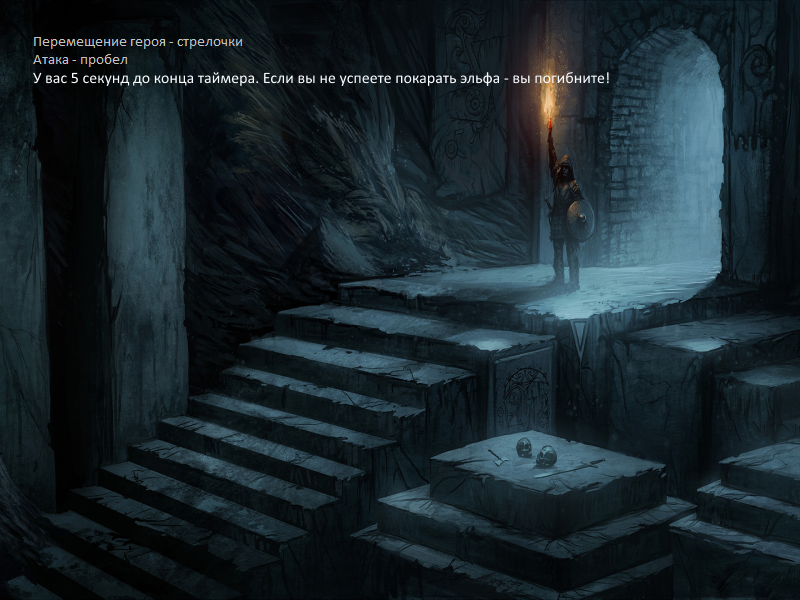 Перемещение героя - стрелочки
Атака - пробел
У вас 5 секунд до конца таймера. Если вы не успеете покарать эльфа - вы погибните!